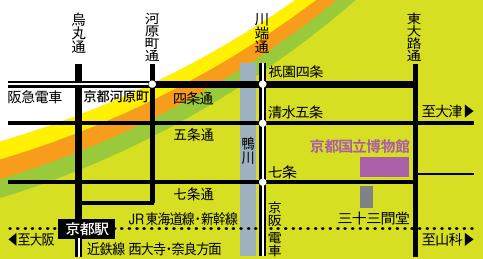 烏丸通
河原町通
川端通
東大路通
祇園四条
阪急電車
京都河原町
四条通
清水五条
至大津
五条通
鴨川
京都国立博物館
七条
七条通
京阪電車
三十三間堂
JR東海道線・新幹線
至大阪
京都駅
近鉄線 西大寺・奈良方面
至山科